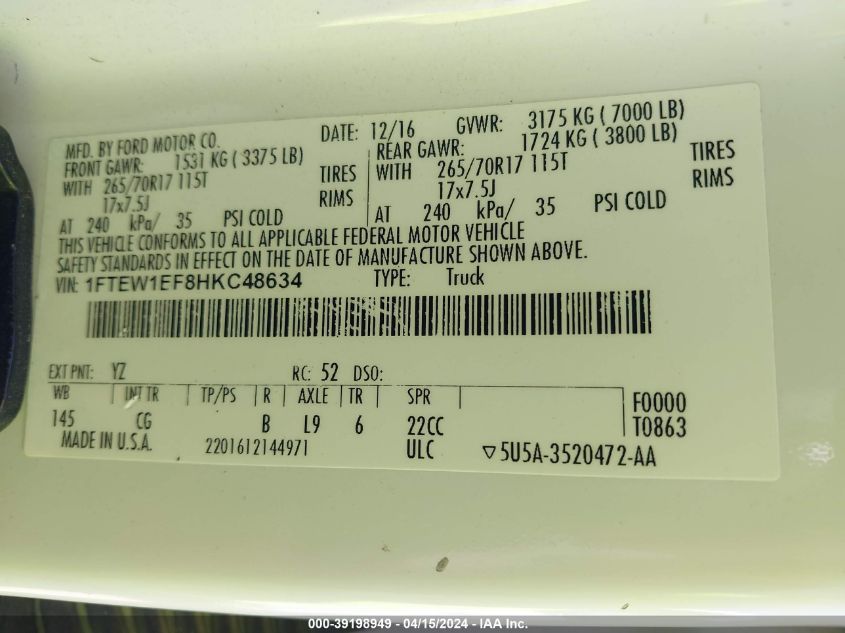 MFD. BY FORD MOTOR CO.
DATE: 12/16 GVWR: 3175 KG ( 7000 LB)
FRONT GAWR: 1531 KG ( 3375 LB)
REAR GAWR: 1724 KG ( 3800 LB)
WITH 265/70R17 115T TIRES
WITH 265/70R17 115T TIRES
17x7.5J RIMS
17x7.5J RIMS
AT 240 kPa/ 35 PSI COLD
AT 240 kPa/ 35 PSI COLD
THIS VEHICLE CONFORMS TO ALL APPLICABLE FEDERAL MOTOR VEHICLE
SAFETY STANDARDS IN EFFECT ON THE DATE OF MANUFACTURE SHOWN ABOVE.
VIN: 1FTEW1EF8HKC48634 TYPE: Truck
EXT PNT: YZ RC: 52 DSO:
WB INT TR TP/PS R AXLE TR SPR
145 CG B L9 6 22CC
F0000
T0863
MADE IN U.S.A. 2201612144971 ULC ▽5U5A-3520472-AA
000-39198949 - 04/15/2024 - IAA Inc.